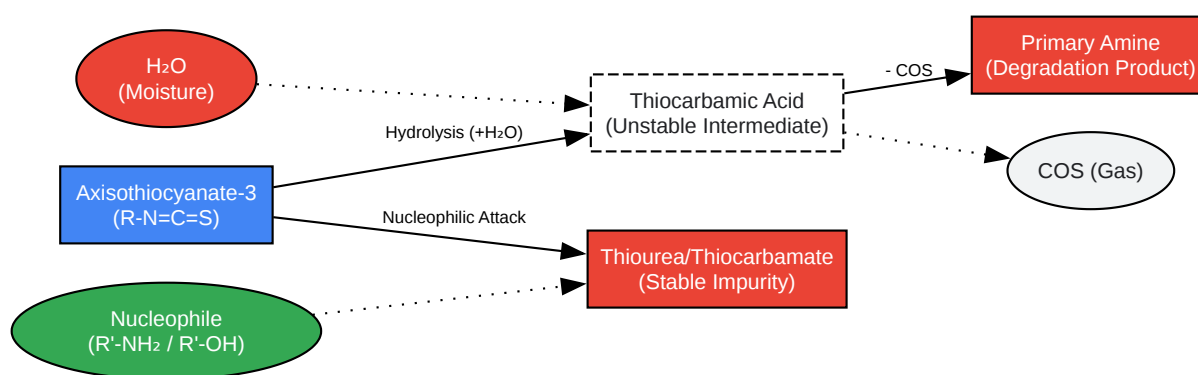 H₂O
(Moisture)
Axisothiocyanate-3
(R-N=C=S)
Nucleophile
(R'-NH₂ / R'-OH)
Hydrolysis (+H₂O)
Nucleophilic Attack
Thiocarbamic Acid
(Unstable Intermediate)
Thiourea/Thiocarbamate
(Stable Impurity)
- COS
Primary Amine
(Degradation Product)
COS (Gas)